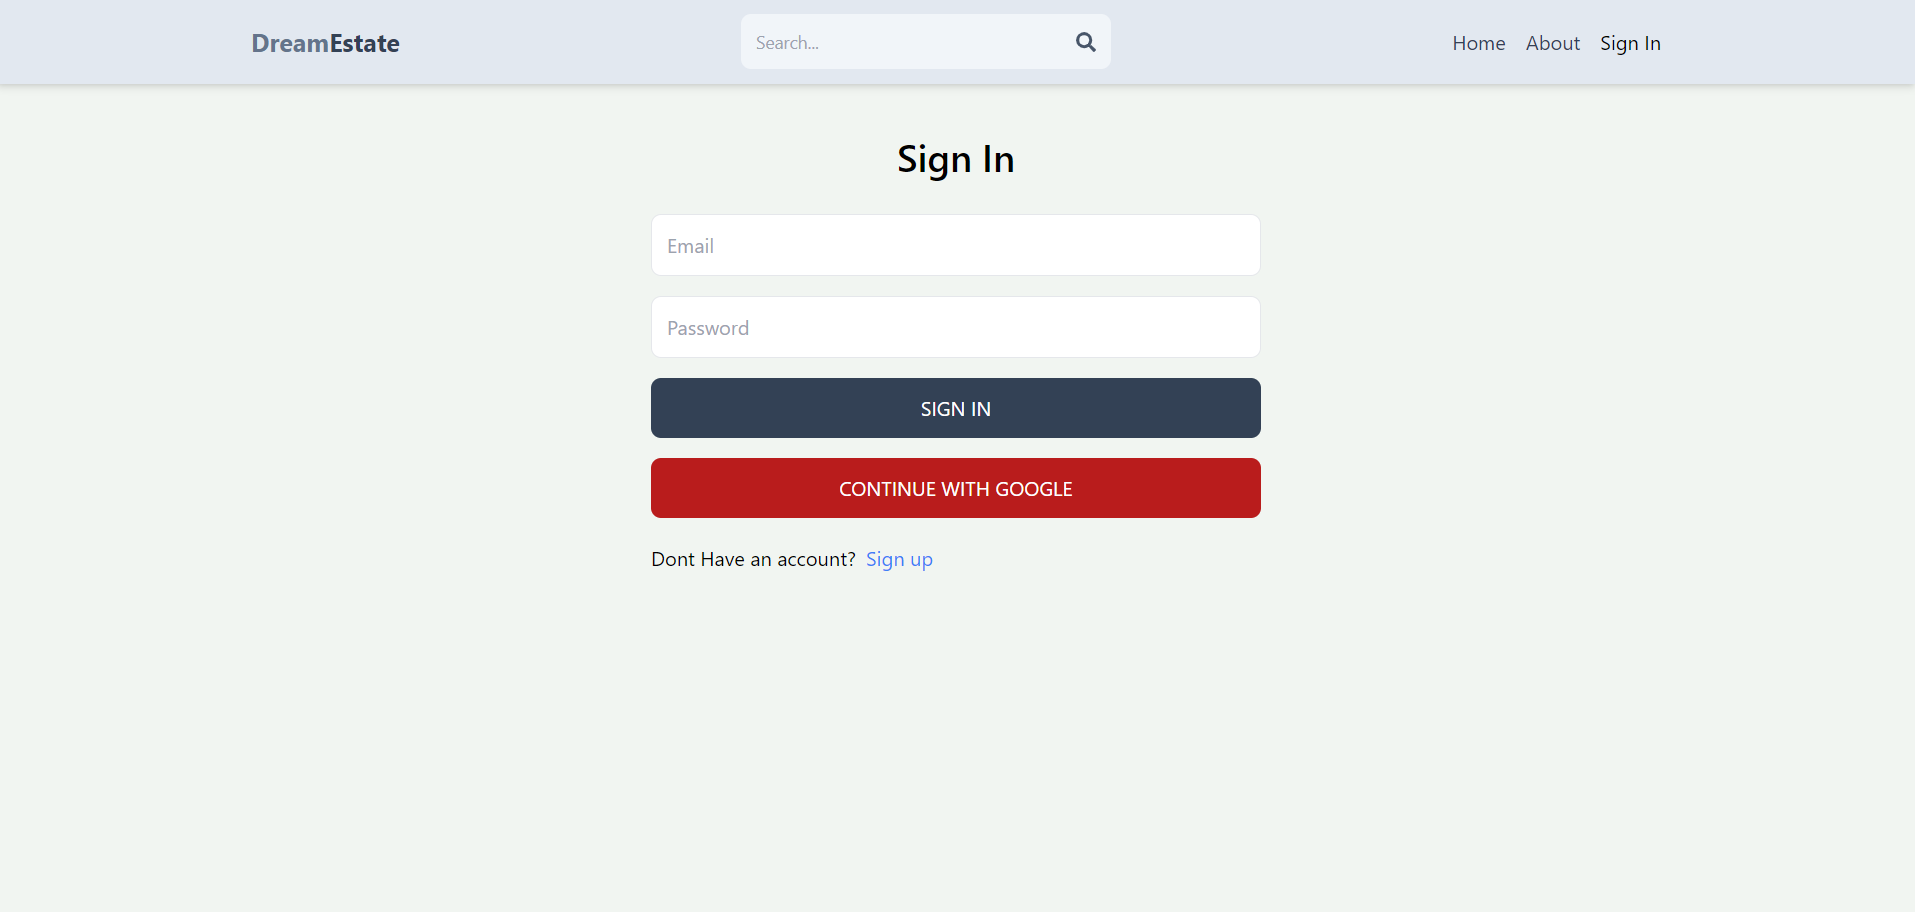 DreamEstate
Search...
Home About Sign In
Sign In
Email
Password
SIGN IN
CONTINUE WITH GOOGLE
Dont Have an account? Sign up